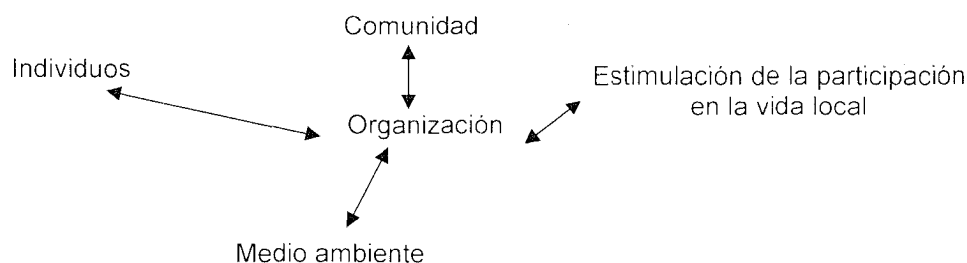 Comunidad
Individuos
Estimulación de la participación
en la vida local
Organización
Medio ambiente